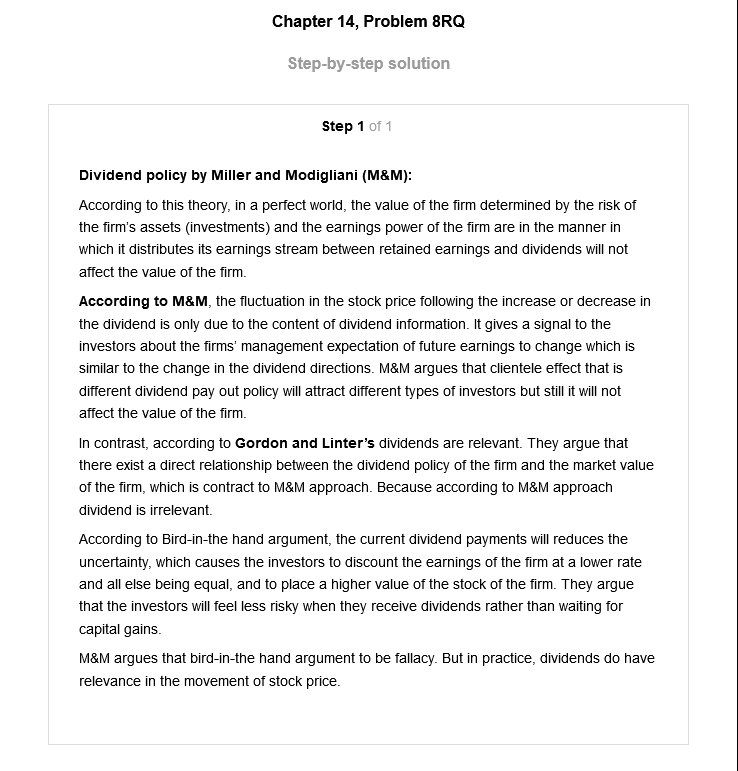 Chapter 14, Problem 8RQ
Step-by-step solution
Step 1 of 1
Dividend policy by Miller and Modigliani (M&M):
According to this theory, in a perfect world, the value of the firm determined by the risk of
the firm's assets (investments) and the earnings power of the firm are in the manner in
which it distributes its earnings stream between retained earnings and dividends will not
affect the value of the firm.
According to M&M, the fluctuation in the stock price following the increase or decrease in
the dividend is only due to the content of dividend information. It gives a signal to the
investors about the firms' management expectation of future earnings to change which is
similar to the change in the dividend directions. M&M argues that clientele effect that is
different dividend pay out policy will attract different types of investors but still it will not
affect the value of the firm.
In contrast, according to Gordon and Linter's dividends are relevant. They argue that
there exist a direct relationship between the dividend policy of the firm and the market value
of the firm, which is contract to M&M approach. Because according to M&M approach
dividend is irrelevant.
According to Bird-in-the hand argument, the current dividend payments will reduces the
uncertainty, which causes the investors to discount the earnings of the firm at a lower rate
and all else being equal, and to place a higher value of the stock of the firm. They argue
that the investors will feel less risky when they receive dividends rather than waiting for
capital gains.
M&M argues that bird-in-the hand argument to be fallacy. But in practice, dividends do have
relevance in the movement of stock price.